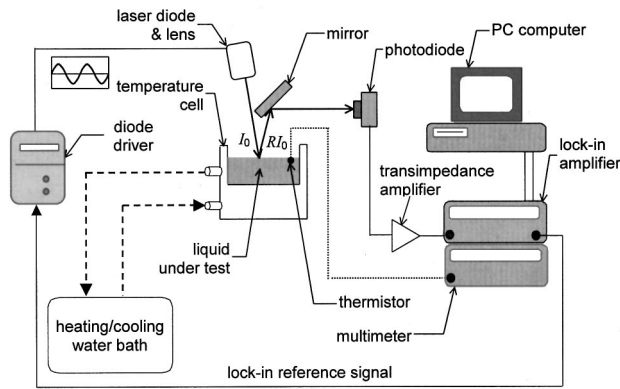 laser diode
& lens
mirror
PC computer
photodiode
temperature
cell
diode
driver
I0
RI0
lock-in
amplifier
transimpedance
amplifier
liquid
under test
thermistor
heating/cooling
water bath
multimeter
lock-in reference signal